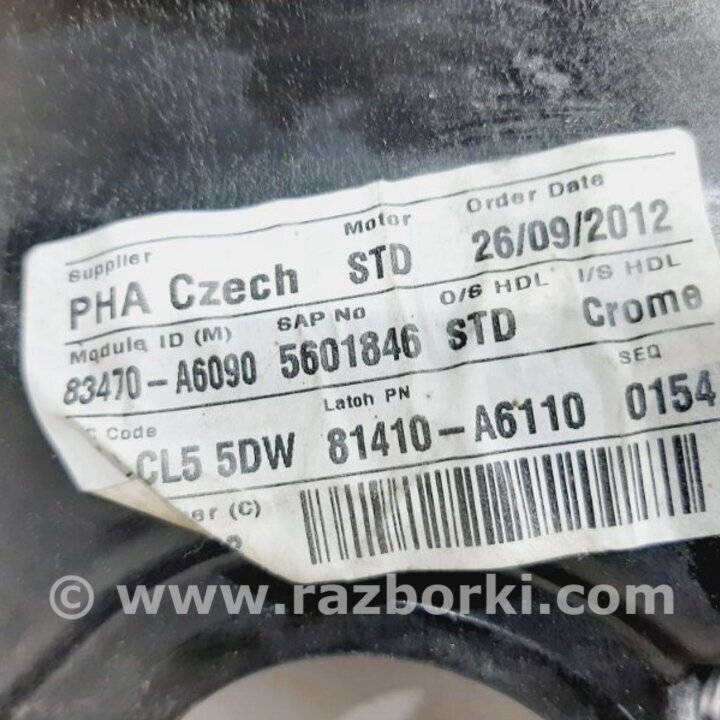 Supplier Motor Order Date
PHA Czech STD 26/09/2012
Module ID (M) SAP No O/S HDL I/S HDL
83470-A6090 5601846 STD Crome
Code Latch PN SEQ
CL5 5DW 81410-A6110 0154
(C)
© www.razborki.com